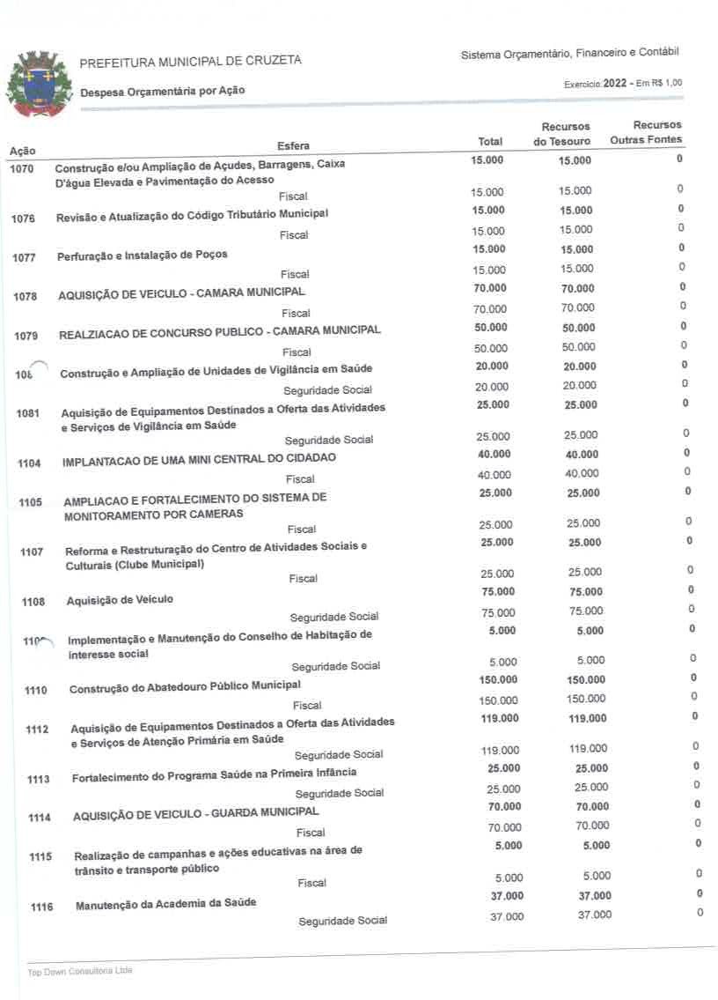 PREFEITURA MUNICIPAL DE CRUZETA
Sistema Orçamentário, Financeiro e Contábil
Despesa Orçamentária por Ação
Exercício: 2022 - Em R$ 1,00
Ação Esfera Total Recursos do Tesouro Recursos Outras Fontes
1070 Construção e/ou Ampliação de Açudes, Barragens, Caixa 15.000 15.000 0
D'água Elevada e Pavimentação do Acesso
Fiscal 15.000 15.000 0
1076 Revisão e Atualização do Código Tributário Municipal 15.000 15.000 0
Fiscal 15.000 15.000 0
1077 Perfuração e Instalação de Poços 15.000 15.000 0
Fiscal 15.000 15.000 0
1078 AQUISIÇÃO DE VEICULO - CAMARA MUNICIPAL 70.000 70.000 0
Fiscal 70.000 70.000 0
1079 REALZIACAO DE CONCURSO PUBLICO - CAMARA MUNICIPAL 50.000 50.000 0
Fiscal 50.000 50.000 0
Construção e Ampliação de Unidades de Vigilância em Saúde 20.000 20.000 0
Seguridade Social 20.000 20.000 0
1081 Aquisição de Equipamentos Destinados a Oferta das Atividades 25.000 25.000 0
e Serviços de Vigilância em Saúde
Seguridade Social 25.000 25.000 0
1104 IMPLANTACAO DE UMA MINI CENTRAL DO CIDADAO 40.000 40.000 0
Fiscal 40.000 40.000 0
1105 AMPLIACAO E FORTALECIMENTO DO SISTEMA DE 25.000 25.000 0
MONITORAMENTO POR CAMERAS
Fiscal 25.000 25.000 0
1107 Reforma e Restruturação do Centro de Atividades Sociais e 25.000 25.000 0
Culturais (Clube Municipal)
Fiscal 25.000 25.000 0
1108 Aquisição de Veículo 75.000 75.000 0
Seguridade Social 75.000 75.000 0
Implementação e Manutenção do Conselho de Habitação de 5.000 5.000 0
interesse social
Seguridade Social 5.000 5.000 0
1110 Construção do Abatedouro Público Municipal 150.000 150.000 0
Fiscal 150.000 150.000 0
1112 Aquisição de Equipamentos Destinados a Oferta das Atividades 119.000 119.000 0
e Serviços de Atenção Primária em Saúde
Seguridade Social 119.000 119.000 0
1113 Fortalecimento do Programa Saúde na Primeira Infância 25.000 25.000 0
Seguridade Social 25.000 25.000 0
1114 AQUISIÇÃO DE VEICULO - GUARDA MUNICIPAL 70.000 70.000 0
Fiscal 70.000 70.000 0
1115 Realização de campanhas e ações educativas na área de 5.000 5.000 0
trânsito e transporte público
Fiscal 5.000 5.000 0
1116 Manutenção da Academia da Saúde 37.000 37.000 0
Seguridade Social 37.000 37.000 0
Top Down Consultoria Ltda